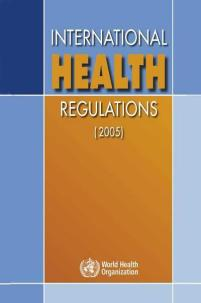 INTERNATIONAL
HEALTH
REGULATIONS
(2005)
World Health
Organization